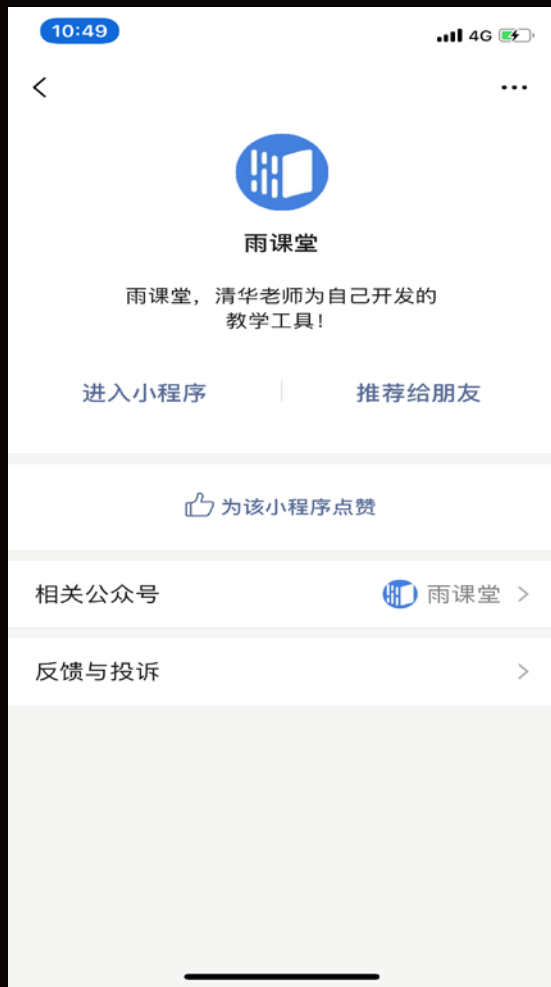 10:49
4G
雨课堂
雨课堂，清华老师为自己开发的
教学工具！
进入小程序
推荐给朋友
为该小程序点赞
相关公众号
雨课堂
反馈与投诉